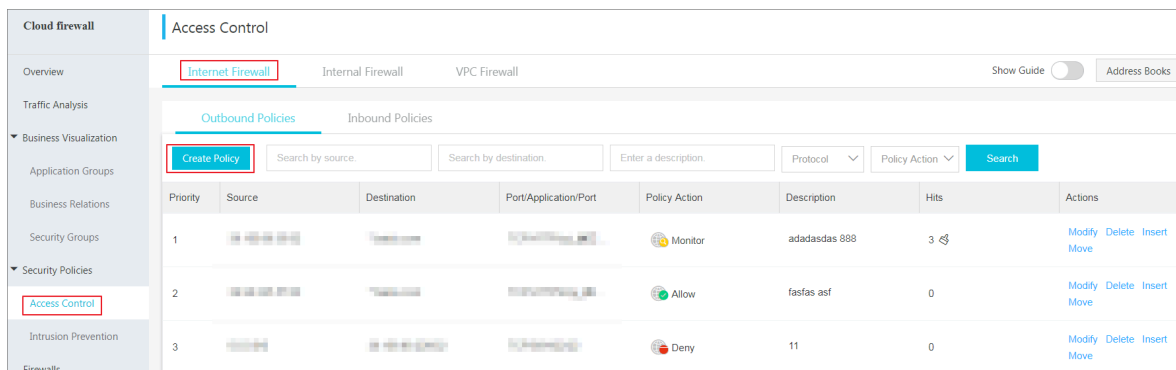 Cloud firewall
Access Control
Overview
Internet Firewall Internal Firewall VPC Firewall Show Guide Address Books
Traffic Analysis
Outbound Policies Inbound Policies
Business Visualization
Create Policy Search by source. Search by destination. Enter a description. Protocol Policy Action Search
Application Groups
Business Relations
Priority Source Destination Port/Application/Port Policy Action Description Hits Actions
Security Groups
1 Monitor adadasdas 888 3 Modify Delete Insert
Move
Security Policies
2 Allow fasfas asf 0 Modify Delete Insert
Move
Access Control
Intrusion Prevention
3 Deny 11 0 Modify Delete Insert
Move
Firewalls